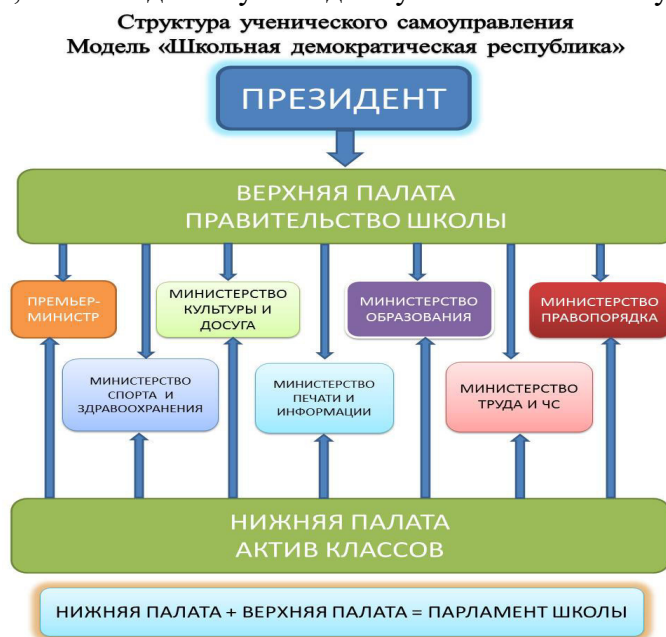 Структура ученического самоуправления
Модель «Школьная демократическая республика»
ПРЕЗИДЕНТ
ВЕРХНЯЯ ПАЛАТА
ПРАВИТЕЛЬСТВО ШКОЛЫ
ПРЕМЬЕР-
МИНИСТР
МИНИСТЕРСТВО
КУЛЬТУРЫ И
ДОСУГА
МИНИСТЕРСТВО
ОБРАЗОВАНИЯ
МИНИСТЕРСТВО
ПРАВОПОРЯДКА
МИНИСТЕРСТВО
СПОРТА И
ЗДРАВООХРАНЕНИЯ
МИНИСТЕРСТВО
ПЕЧАТИ И
ИНФОРМАЦИИ
МИНИСТЕРСТВО
ТРУДА И ЧС
НИЖНЯЯ ПАЛАТА
АКТИВ КЛАССОВ
НИЖНЯЯ ПАЛАТА + ВЕРХНЯЯ ПАЛАТА = ПАРЛАМЕНТ ШКОЛЫ